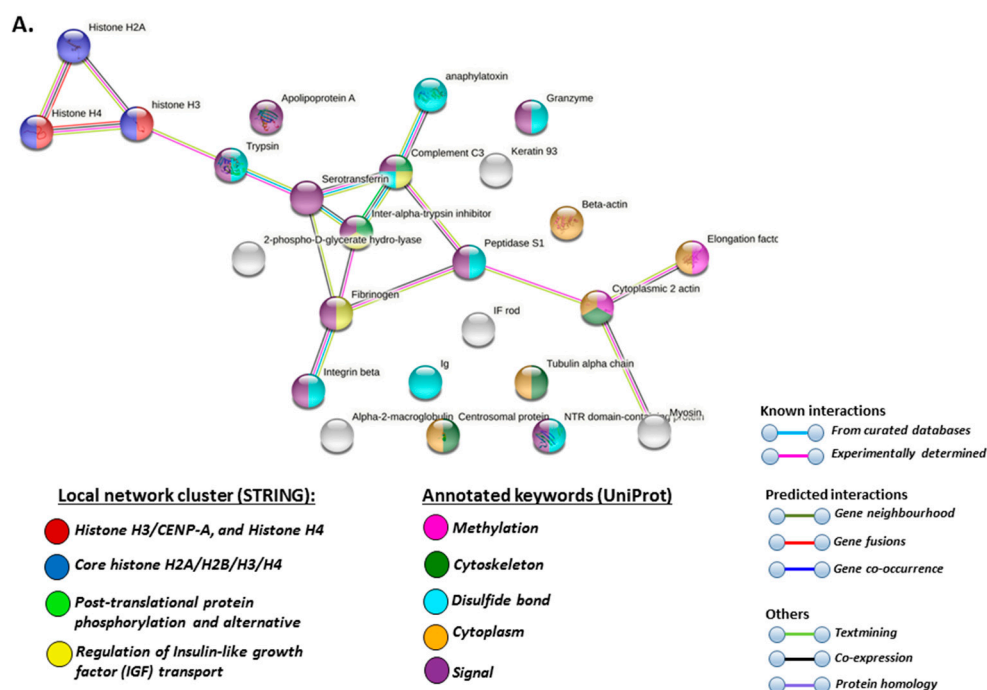 A.
Histone H2A
Histone H4
histone H3
Apolipoprotein A
anaphylatoxin
Granzyme
Trypsin
Complement C3
Keratin 93
Serotransferrin
Inter-alpha-trypsin inhibitor
Beta-actin
2-phospho-D-glycerate hydro-lyase
Peptidase S1
Elongation facto
Fibrinogen
Cytoplasmic 2 actin
IF rod
Integrin beta
Ig
Tubulin alpha chain
Alpha-2-macroglobulin
Centrosomal protein
NTR domain-containing protein
Myosin
Local network cluster (STRING):
Histone H3/CENP-A, and Histone H4
Core histone H2A/H2B/H3/H4
Post-translational protein
phosphorylation and alternative
Regulation of Insulin-like growth
factor (IGF) transport
Annotated keywords (UniProt)
Methylation
Cytoskeleton
Disulfide bond
Cytoplasm
Signal
Known interactions
From curated databases
Experimentally determined
Predicted interactions
Gene neighbourhood
Gene fusions
Gene co-occurrence
Others
Textmining
Co-expression
Protein homology